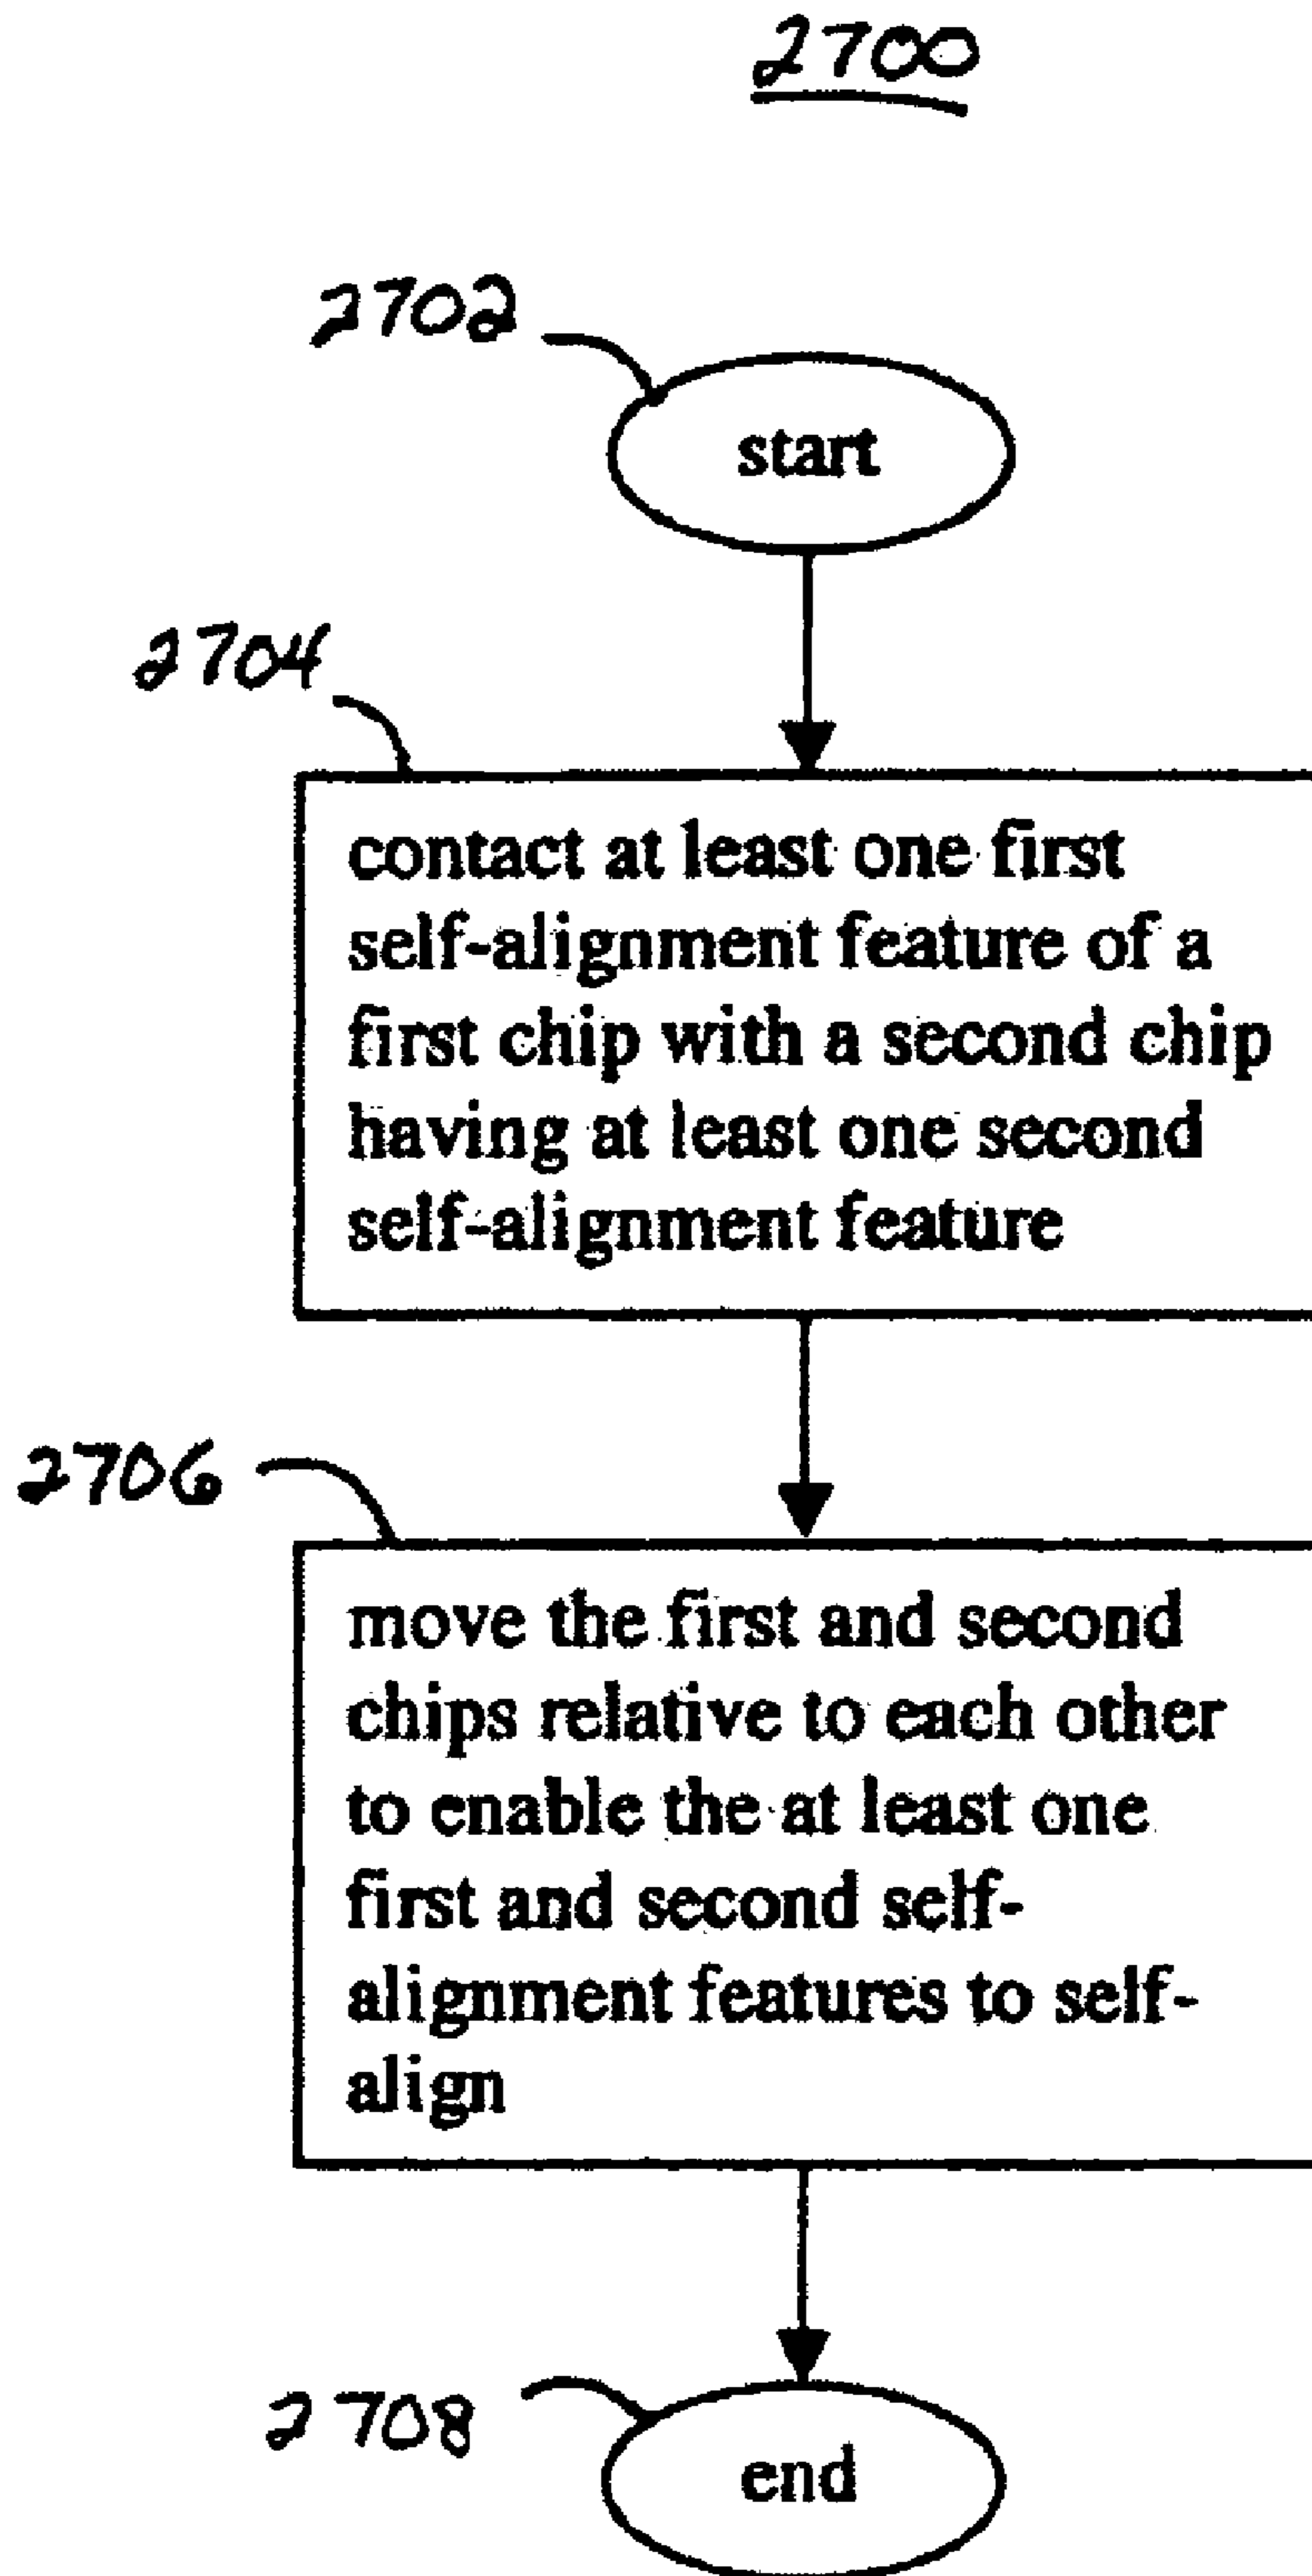 2700
2702
start
2704
contact at least one first
self-alignment feature of a
first chip with a second chip
having at least one second
self-alignment feature
2706
move the first and second
chips relative to each other
to enable the at least one
first and second self-
alignment features to self-
align
2708
end